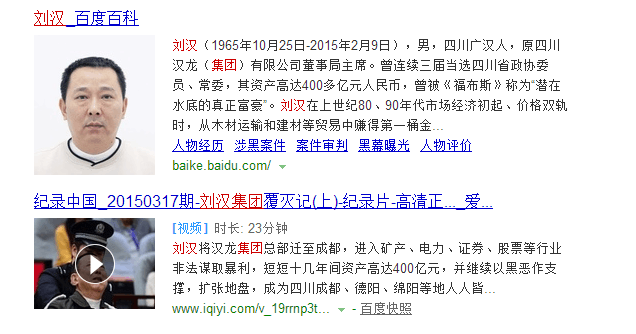 刘汉_百度百科
刘汉（1965年10月25日-2015年2月9日），男，四川广汉人，原四川
汉龙（集团）有限公司董事局主席。曾连续三届当选四川省政协委
员、常委，其资产高达400多亿元人民币，曾被《福布斯》称为“潜在
水底的真正富豪”。刘汉在上世纪80、90年代市场经济初起、价格双轨
时，从木材运输和建材等贸易中赚得第一桶金...
人物经历 涉黑案件 案件审判 黑幕曝光 人物评价
baike.baidu.com/
纪录中国_20150317期-刘汉集团覆灭记(上)-纪录片-高清正..._爱...
[视频] 时长: 23分钟
刘汉将汉龙集团总部迁至成都，进入矿产、电力、证券、股票等行业
非法谋取暴利，短短十几年间资产高达400亿元，并继续以黑恶作支
撑，扩张地盘，成为四川成都、德阳、绵阳等地人人皆...
www.iqiyi.com/v_19rrnp3t... - 百度快照